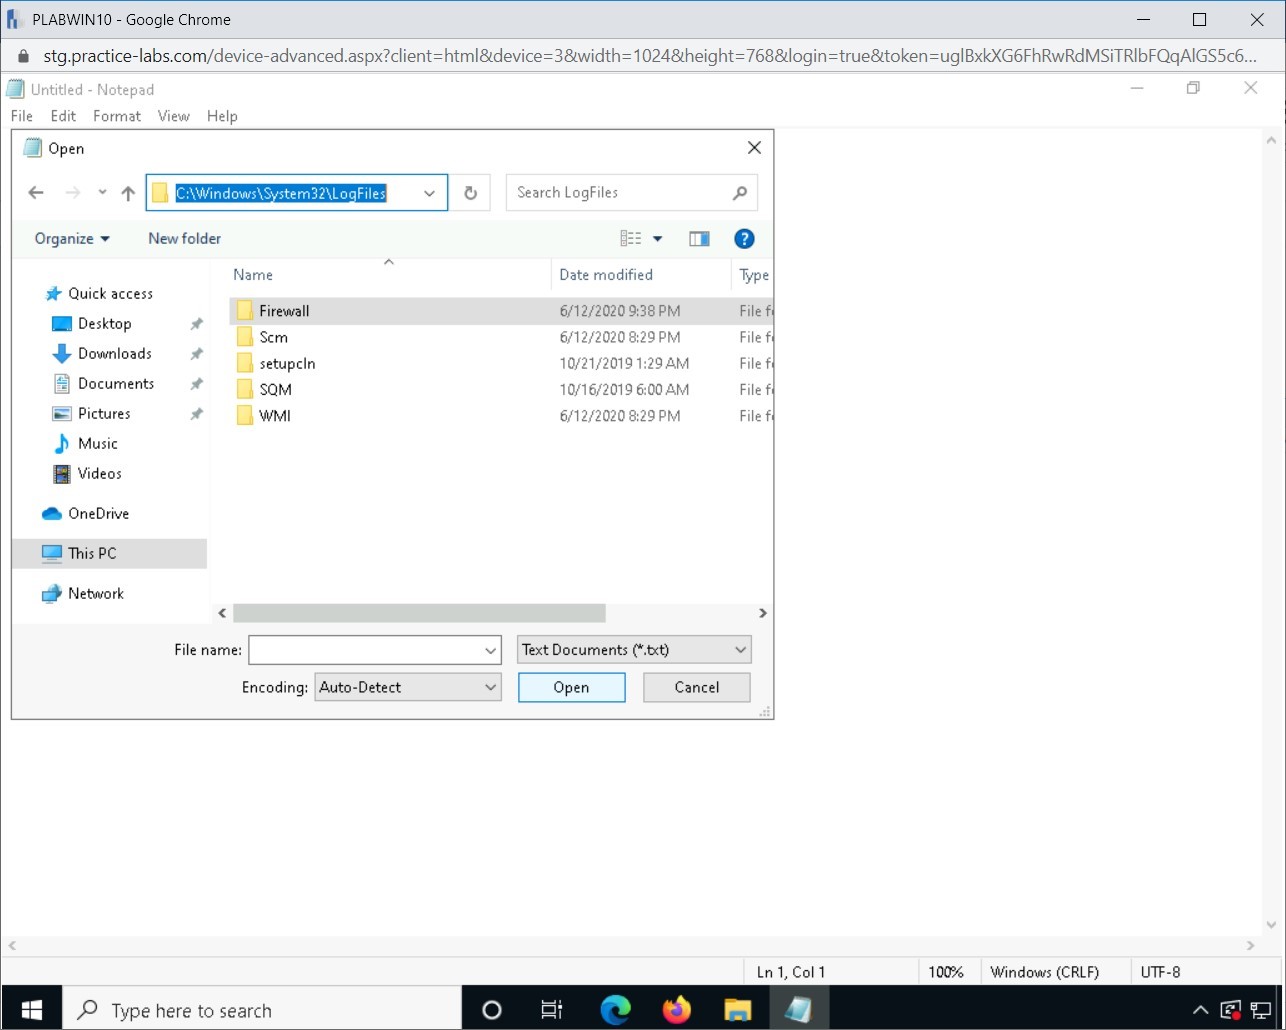 PLABWIN10 - Google Chrome
stg.practice-labs.com/device-advanced.aspx?client=html&device=3&width=1024&height=768&login=true&token=uglBxkXG6FhRwRdMSiTRlbFQqAlGS5c6...
Untitled - Notepad
File Edit Format View Help
Open
C:\Windows\System32\LogFiles
Search LogFiles
Organize New folder
?
Name Date modified Type
Quick access
Desktop
Downloads
Documents
Pictures
Music
Videos
OneDrive
This PC
Network
Firewall 6/12/2020 9:38 PM File f
Scm 6/12/2020 8:29 PM File f
setupcln 10/21/2019 1:29 AM File f
SQM 10/16/2019 6:00 AM File f
WMI 6/12/2020 8:29 PM File f
File name: Text Documents (*.txt)
Encoding: Auto-Detect Open Cancel
Ln 1, Col 1 100% Windows (CRLF) UTF-8
Type here to search